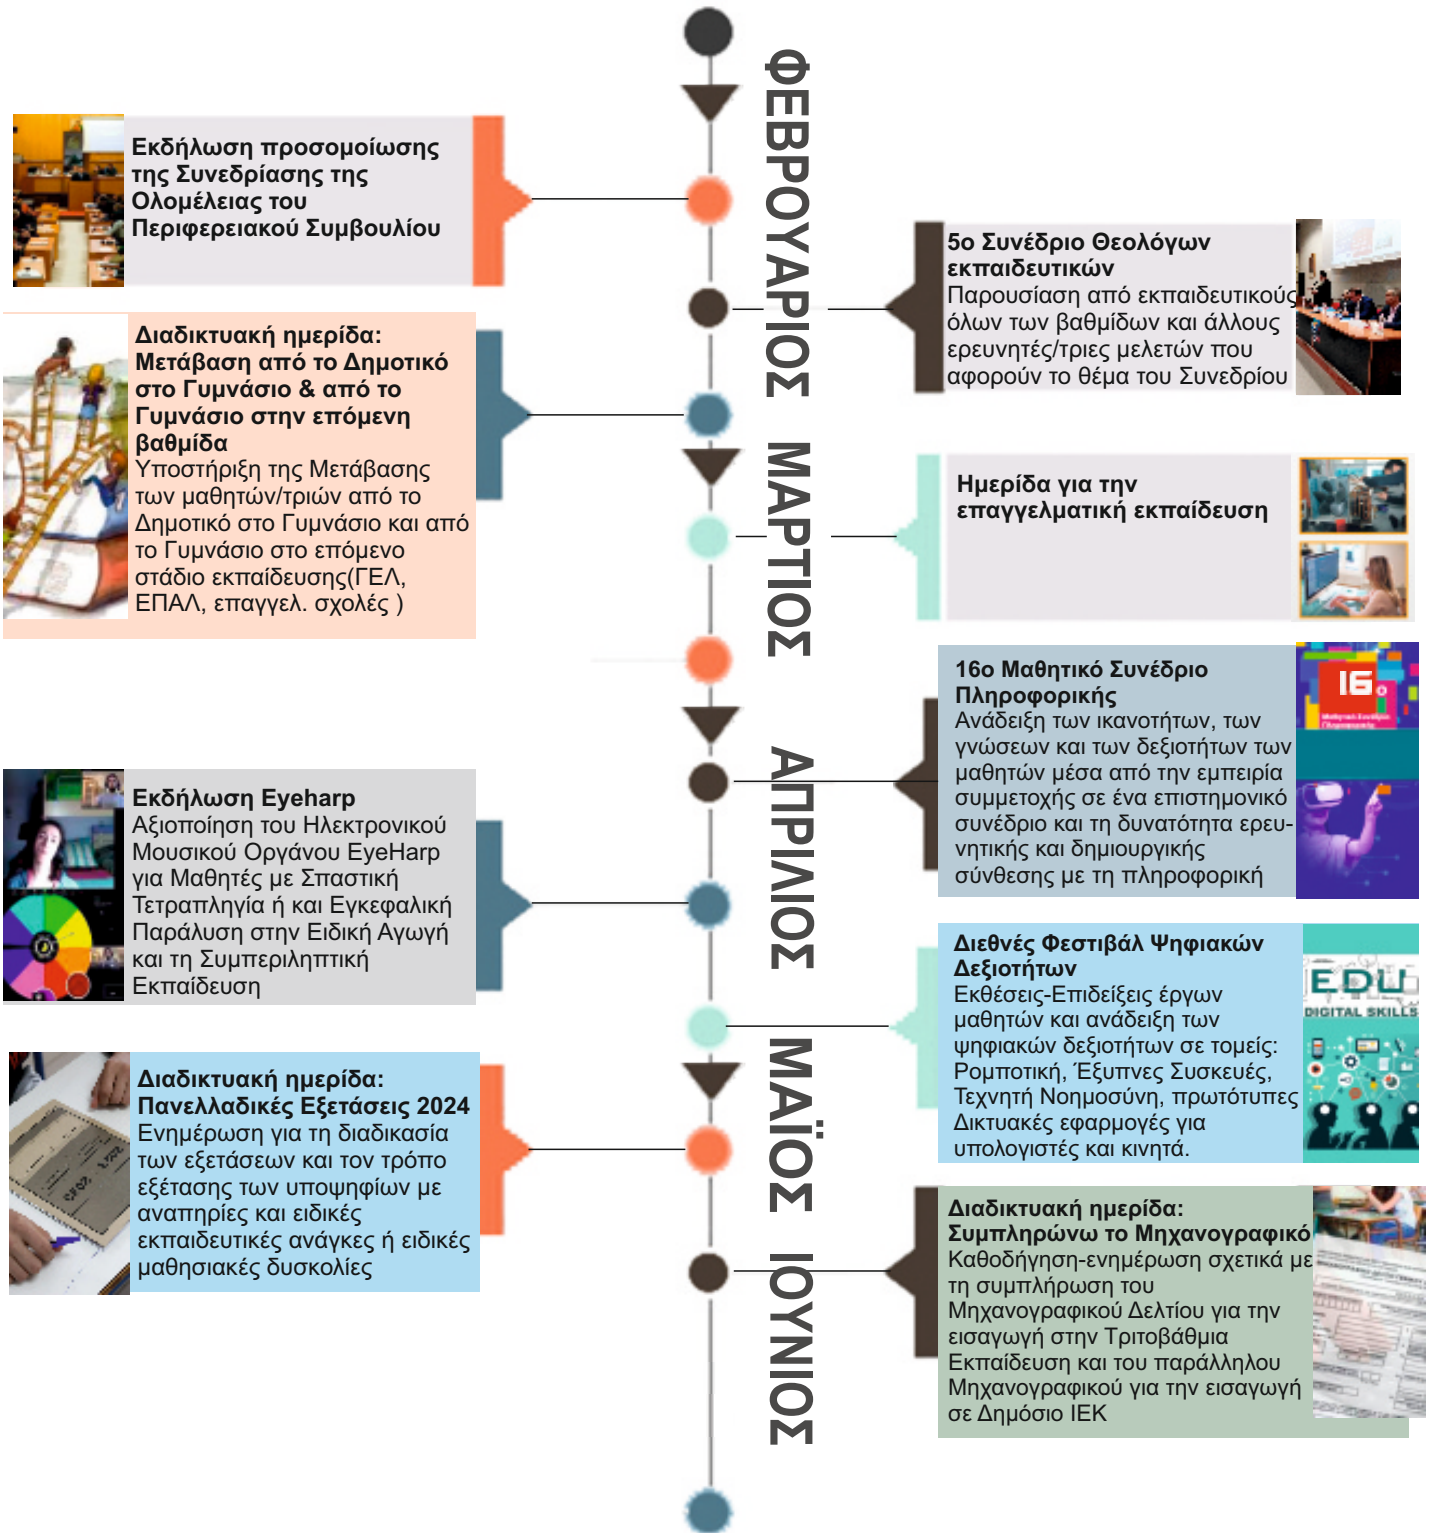 ΦΕΒΡΟΥΑΡΙΟΣ
Εκδήλωση προσομοίωσης
της Συνεδρίασης της
Ολομέλειας του
Περιφερειακού Συμβουλίου
5ο Συνέδριο Θεολόγων
εκπαιδευτικών
Παρουσίαση από εκπαιδευτικούς
όλων των βαθμίδων και άλλους
ερευνητές/τριες μελετών που
αφορούν το θέμα του Συνεδρίου
Διαδικτυακή ημερίδα:
Μετάβαση από το Δημοτικό
στο Γυμνάσιο & από το
Γυμνάσιο στην επόμενη
βαθμίδα
Υποστήριξη της Μετάβασης
των μαθητών/τριών από το
Δημοτικό στο Γυμνάσιο και από
το Γυμνάσιο στο επόμενο
στάδιο εκπαίδευσης(ΓΕΛ,
ΕΠΑΛ, επαγγελ. σχολές )
ΜΑΡΤΙΟΣ
Ημερίδα για την
επαγγελματική εκπαίδευση
16ο Μαθητικό Συνέδριο
Πληροφορικής
Ανάδειξη των ικανοτήτων, των
γνώσεων και των δεξιοτήτων των
μαθητών μέσα από την εμπειρία
συμμετοχής σε ένα επιστημονικό
συνέδριο και τη δυνατότητα ερευ-
νητικής και δημιουργικής
σύνθεσης με τη πληροφορική
16ο
Μαθητικό Συνέδριο
Πληροφορικής
ΑΠΡΙΛΙΟΣ
Εκδήλωση Eyeharp
Αξιοποίηση του Ηλεκτρονικού
Μουσικού Οργάνου EyeHarp
για Μαθητές με Σπαστική
Τετραπληγία ή και Εγκεφαλική
Παράλυση στην Ειδική Αγωγή
και τη Συμπεριληπτική
Εκπαίδευση
Διεθνές Φεστιβάλ Ψηφιακών
Δεξιοτήτων
Εκθέσεις-Επιδείξεις έργων
μαθητών και ανάδειξη των
ψηφιακών δεξιοτήτων σε τομείς:
Ρομποτική, Έξυπνες Συσκευές,
Τεχνητή Νοημοσύνη, πρωτότυπες
Δικτυακές εφαρμογές για
υπολογιστές και κινητά.
EDU
DIGITAL SKILLS
ΜΑΪΟΣ
Διαδικτυακή ημερίδα:
Πανελλαδικές Εξετάσεις 2024
Ενημέρωση για τη διαδικασία
των εξετάσεων και τον τρόπο
εξέτασης των υποψηφίων με
αναπηρίες και ειδικές
εκπαιδευτικές ανάγκες ή ειδικές
μαθησιακές δυσκολίες
ΙΟΥΝΙΟΣ
Διαδικτυακή ημερίδα:
Συμπληρώνω το Μηχανογραφικό
Καθοδήγηση-ενημέρωση σχετικά με
τη συμπλήρωση του
Μηχανογραφικού Δελτίου για την
εισαγωγή στην Τριτοβάθμια
Εκπαίδευση και του παράλληλου
Μηχανογραφικού για την εισαγωγή
σε Δημόσιο ΙΕΚ